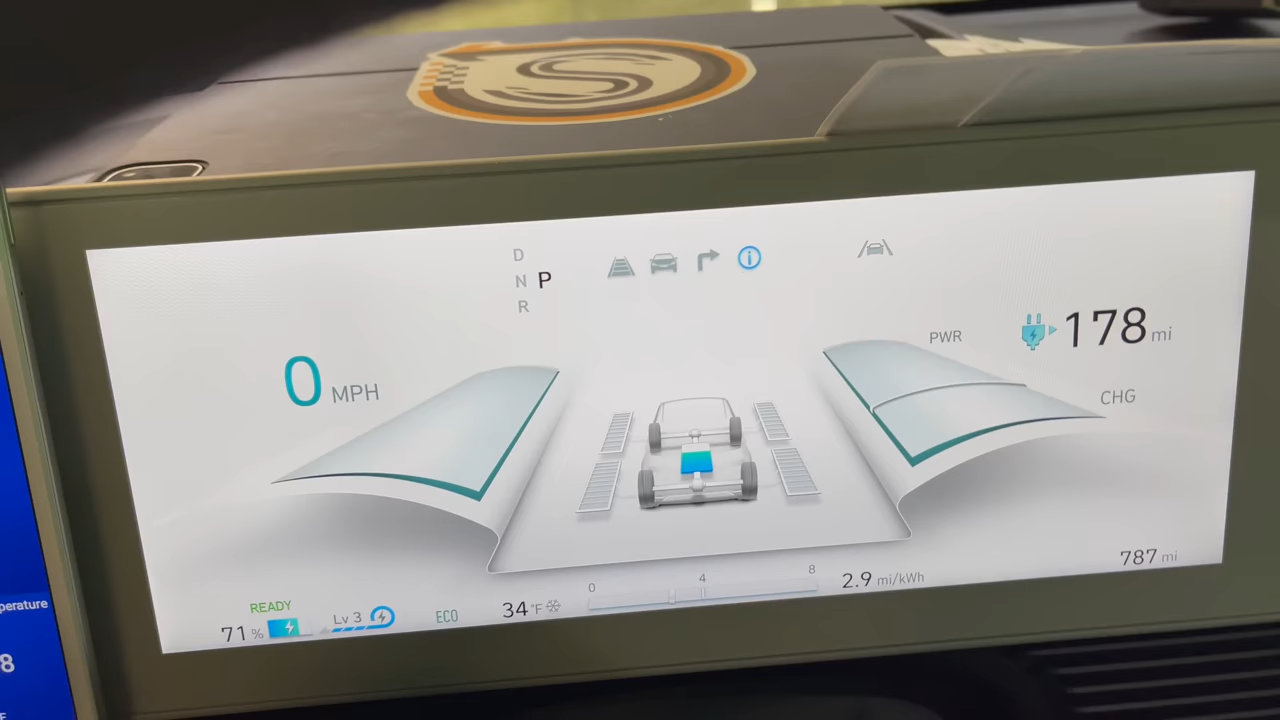 S
D
N P
R
i
178 mi
PWR
0 MPH
CHG
787 mi
0 4 8
2.9 mi/kWh
READY
71 %
Lv 3
ECO
34 °F
perature
8
F